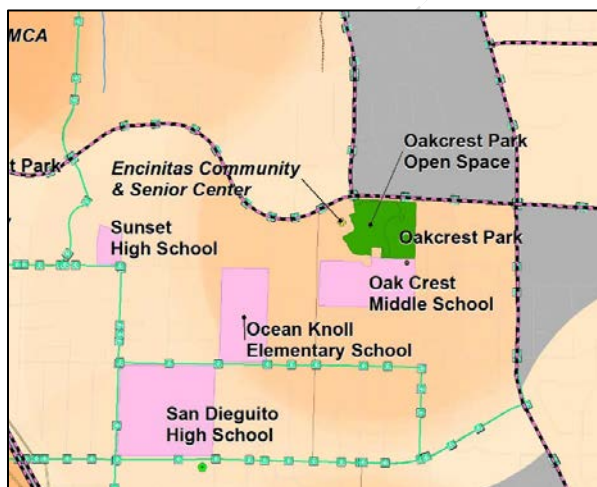 MCA
Oakcrest Park
Open Space
Encinitas Community
& Senior Center
t Park
Sunset
High School
Oakcrest Park
Oak Crest
Middle School
Ocean Knoll
Elementary School
San Dieguito
High School